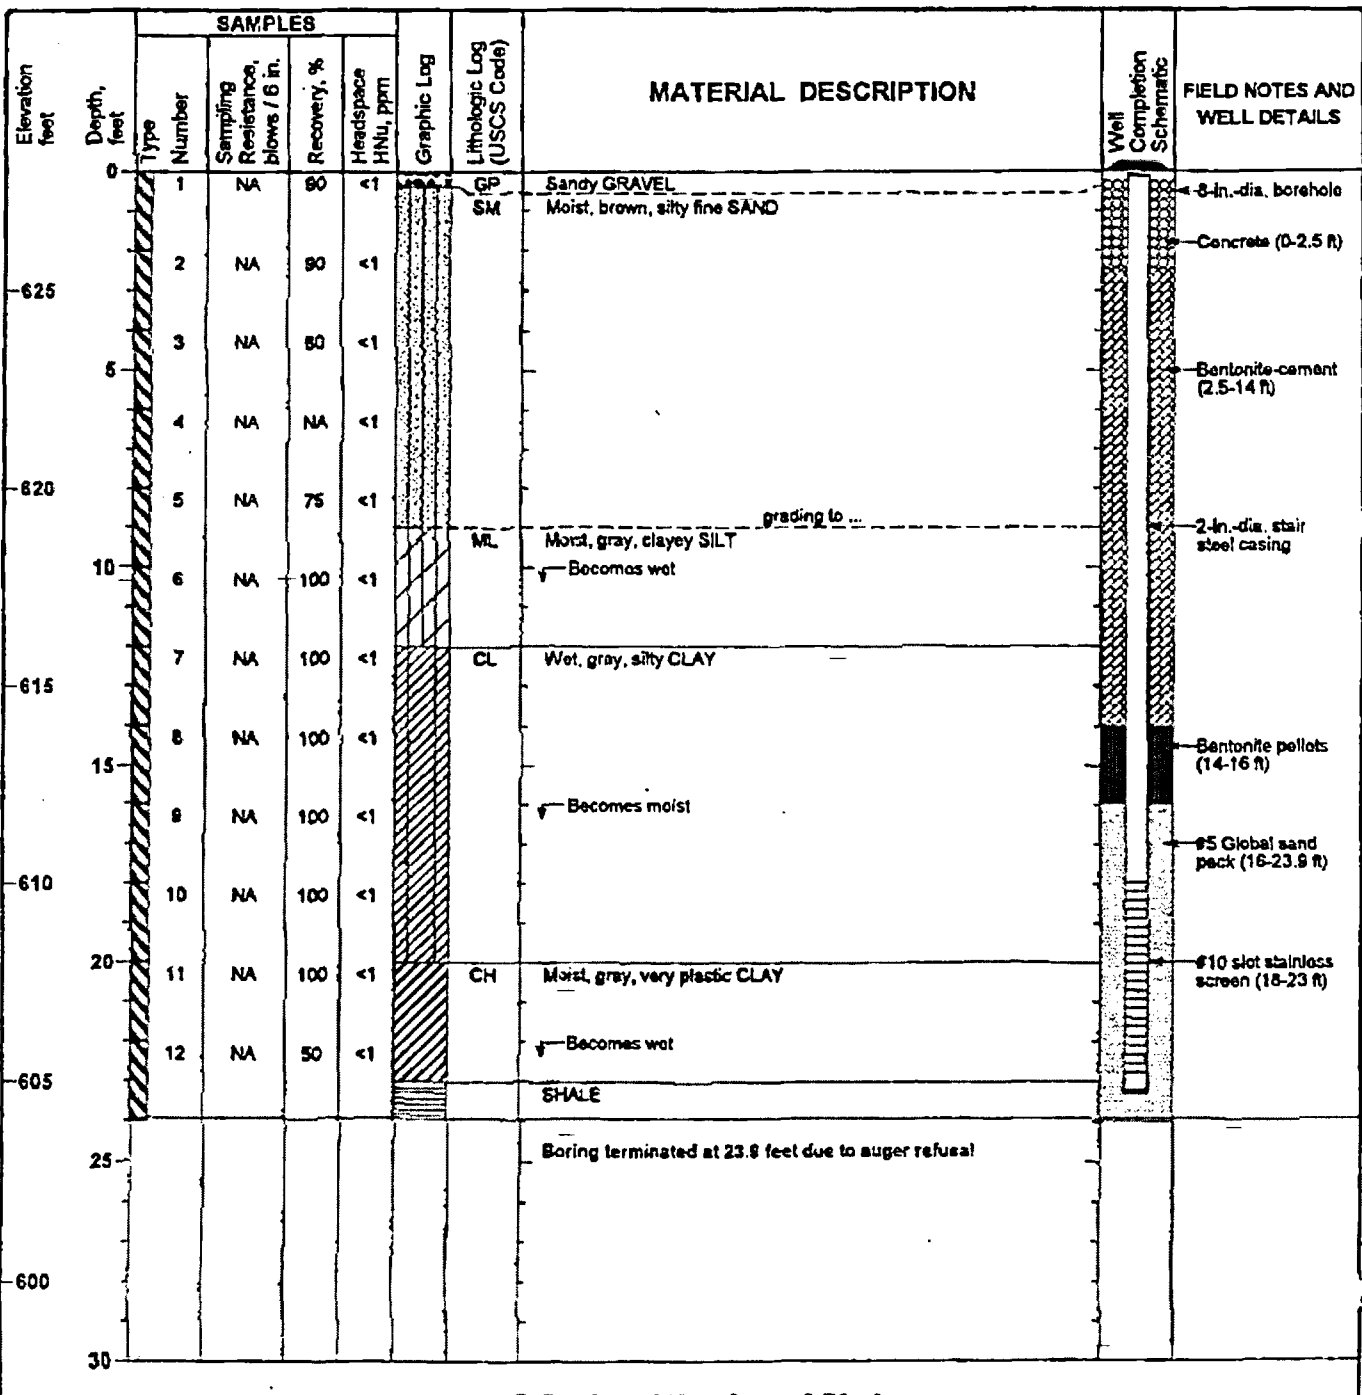 SAMPLES
Elevation
feet
Depth,
feet
Type
Number
Sampling
Resistance,
blows / 6 in.
Recovery, %
Headspace
HNu, ppm
Graphic Log
Lithologic Log
(USCS Code)
MATERIAL DESCRIPTION
Well
Completion
Schematic
FIELD NOTES AND
WELL DETAILS
0
1 NA 90 <1 GP Sandy GRAVEL
8-in.-dia. borehole
SM Moist, brown, silty fine SAND
Concrete (0-2.5 ft)
2 NA 90 <1
625
3 NA <1
5
Bentonite-cement
(2.5-14 ft)
4 NA NA <1
620
5 NA 75 <1
grading to ...
2-in.-dia. stair
steel casing
ML Moist, gray, clayey SILT
10
Becomes wet
6 NA 100 <1
7 NA 100 <1 CL Wet, gray, silty CLAY
615
8 NA 100 <1
Bentonite pellets
(14-16 ft)
15
Becomes moist
9 NA 100 <1
#5 Global sand
pack (16-23.9 ft)
610
10 NA 100 <1
20
#10 slot stainless
screen (18-23 ft)
11 NA 100 <1 CH Moist, gray, very plastic CLAY
Becomes wet
12 NA 50 <1
605
SHALE
25
Boring terminated at 23.9 feet due to auger refusal
600
30